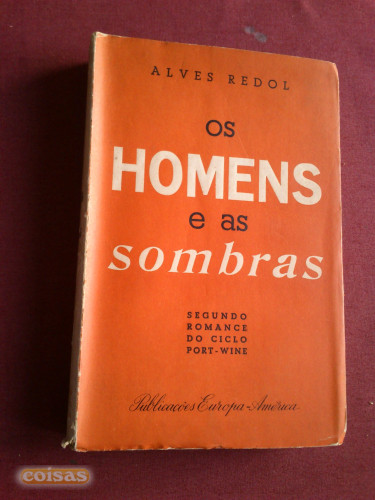 ALVES REDOL
OS
HOMENS
e as
sombras
SEGUNDO
ROMANCE
DO CICLO
PORT-WINE
Publicações Europa-América
coisas